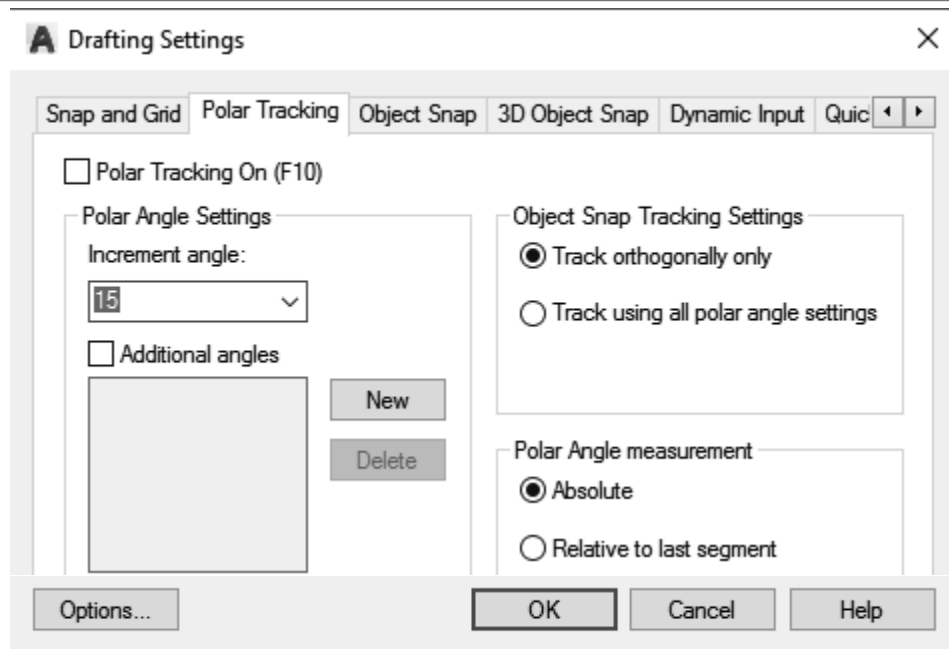 Drafting Settings
Snap and Grid Polar Tracking Object Snap 3D Object Snap Dynamic Input Quic
Polar Tracking On (F10)
Polar Angle Settings
Increment angle:
15
Additional angles
New
Delete
Object Snap Tracking Settings
Track orthogonally only
Track using all polar angle settings
Polar Angle measurement
Absolute
Relative to last segment
Options... OK Cancel Help